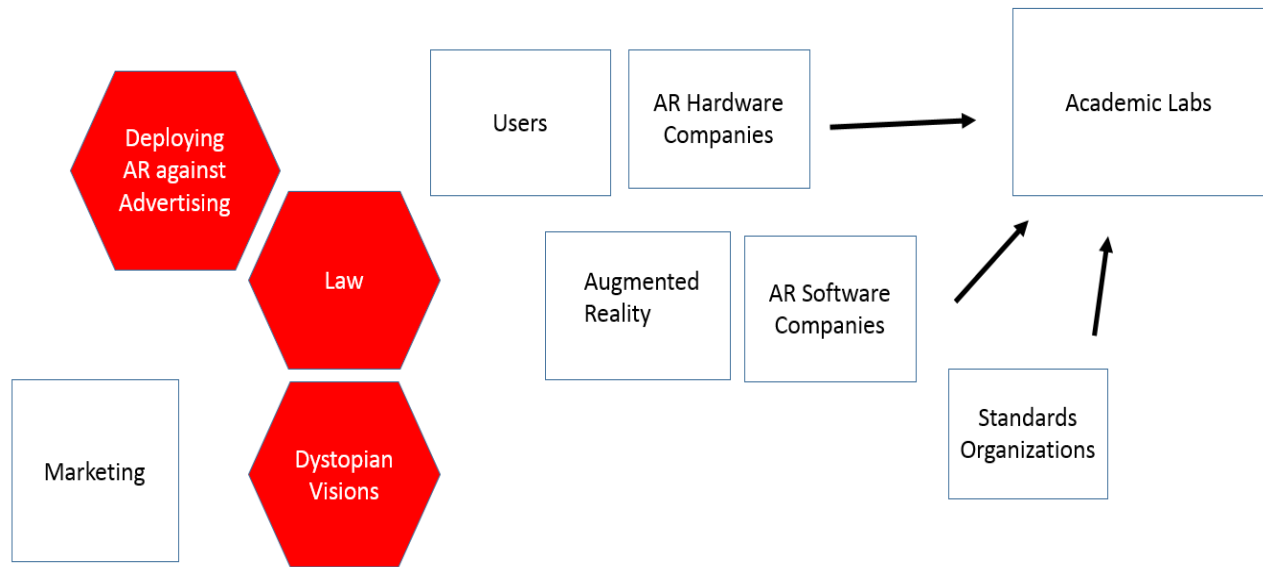 Deploying
AR against
Advertising
Users
AR Hardware
Companies
Academic Labs
Law
Augmented
Reality
AR Software
Companies
Marketing
Dystopian
Visions
Standards
Organizations